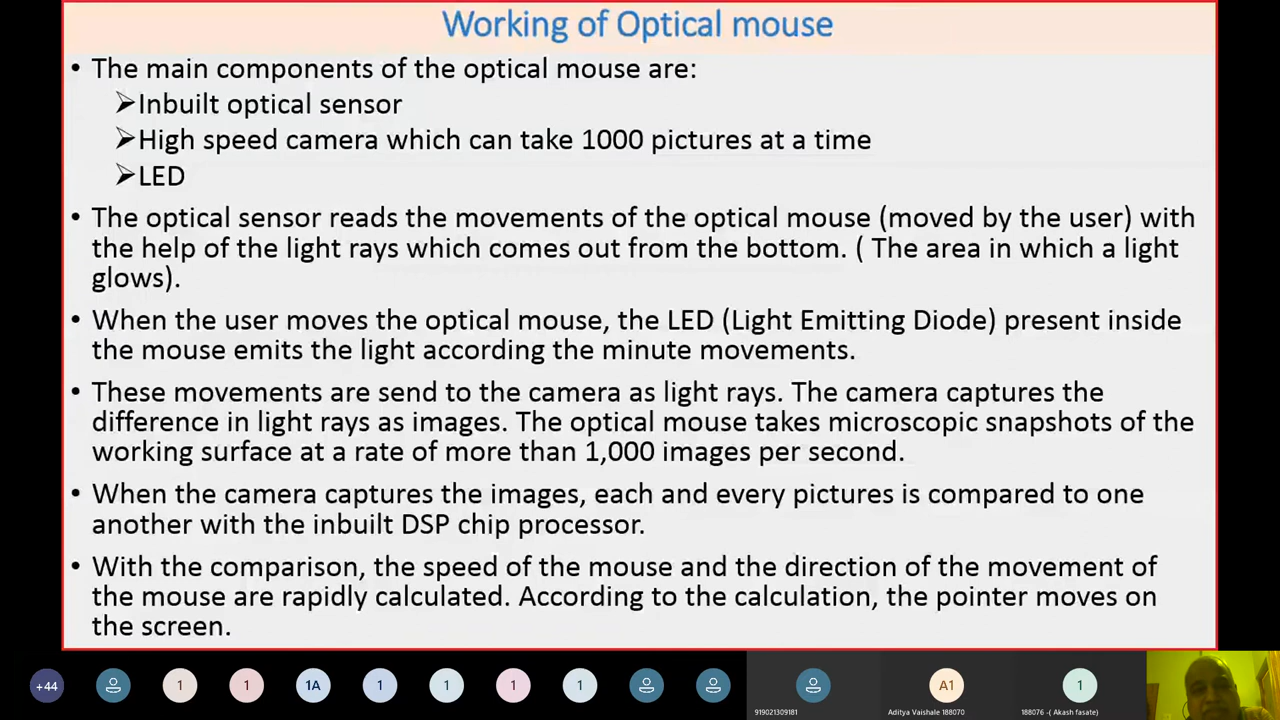 Working of Optical mouse
• The main components of the optical mouse are:
➢Inbuilt optical sensor
➢High speed camera which can take 1000 pictures at a time
➢LED
• The optical sensor reads the movements of the optical mouse (moved by the user) with
the help of the light rays which comes out from the bottom. ( The area in which a light
glows).
• When the user moves the optical mouse, the LED (Light Emitting Diode) present inside
the mouse emits the light according the minute movements.
• These movements are send to the camera as light rays. The camera captures the
difference in light rays as images. The optical mouse takes microscopic snapshots of the
working surface at a rate of more than 1,000 images per second.
• When the camera captures the images, each and every pictures is compared to one
another with the inbuilt DSP chip processor.
• With the comparison, the speed of the mouse and the direction of the movement of
the mouse are rapidly calculated. According to the calculation, the pointer moves on
the screen.
+44 1 1 1A 1 1 1 1 A1 1
919021309181 Aditya Vaishale 188070 188076 -( Akash fasate)